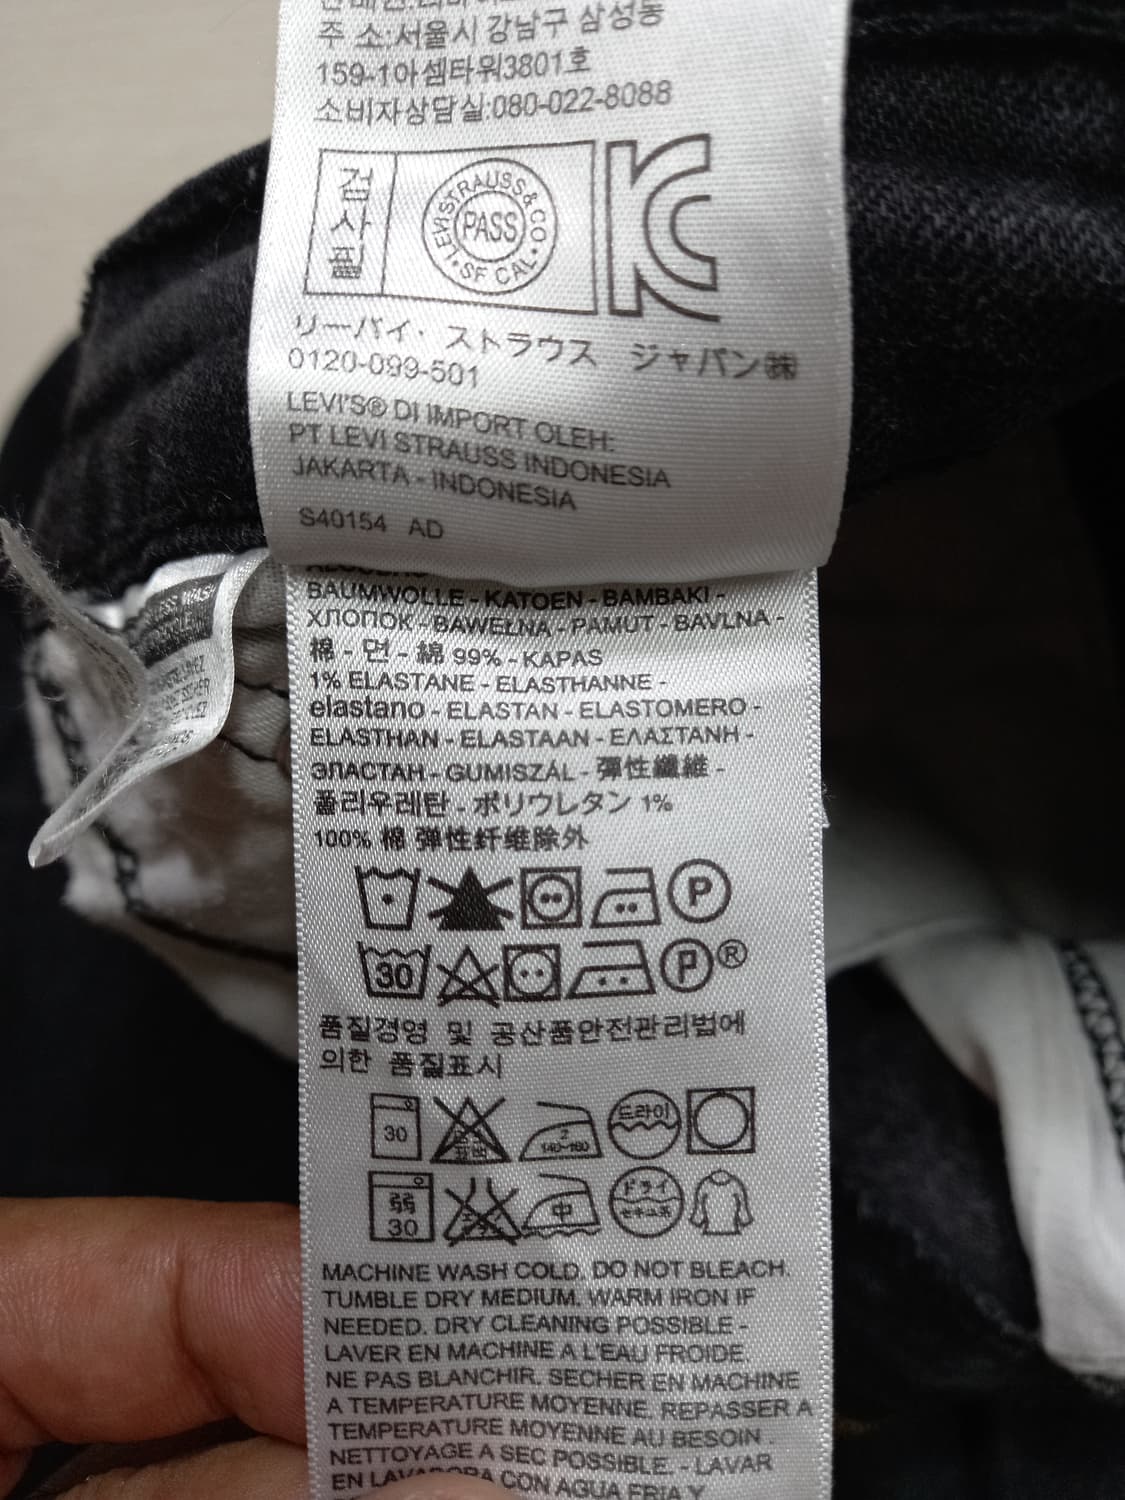 주 소:서울시 강남구 삼성동
159-1아셈타워3801호
소비자상담실:080-022-8088
검사필
LEVI STRAUSS & CO
PASS
SF CAL
リーバイ・ストラウス ジャパン㈱
0120-099-501
LEVI'S® DI IMPORT OLEH:
PT LEVI STRAUSS INDONESIA
JAKARTA - INDONESIA
S40154 AD
BAUMWOLLE - KATOEN - BAMBAKI -
ХЛОПОК - BAWEŁNA - PAMUT - BAVLNA -
棉 - 면 - 綿 99% - KAPAS
1% ELASTANE - ELASTHANNE -
elastano - ELASTAN - ELASTOMERO -
ELASTHAN - ELASTAAN - ΕΛΑΣΤΑΝΗ -
ЭЛАСТАН - GUMISZÁL - 彈性纖維 -
폴리우레탄 - ポリウレタン 1%
100% 棉 弹性纤维除外
P
30 P ®
품질경영 및 공산품안전관리법에
의한 품질표시
30 표백 2 140~160 드라이
弱 30 中 ドライ セキユ系
MACHINE WASH COLD. DO NOT BLEACH.
TUMBLE DRY MEDIUM. WARM IRON IF
NEEDED. DRY CLEANING POSSIBLE -
LAVER EN MACHINE A L'EAU FROIDE.
NE PAS BLANCHIR. SECHER EN MACHINE
A TEMPERATURE MOYENNE. REPASSER A
TEMPERATURE MOYENNE AU BESOIN.
NETTOYAGE A SEC POSSIBLE. - LAVAR
EN LAVADORA CON AGUA FRIA Y